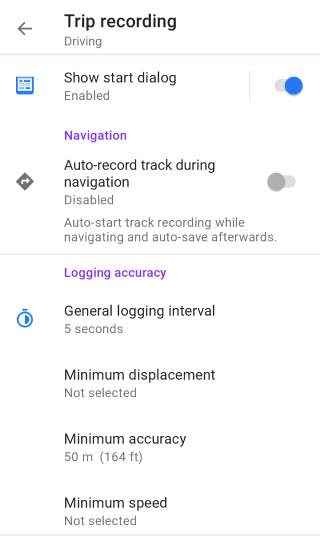 Trip recording
Driving
Show start dialog
Enabled
Navigation
Auto-record track during
navigation
Disabled
Auto-start track recording while
navigating and auto-save afterwards.
Logging accuracy
General logging interval
5 seconds
Minimum displacement
Not selected
Minimum accuracy
50 m  (164 ft)
Minimum speed
Not selected